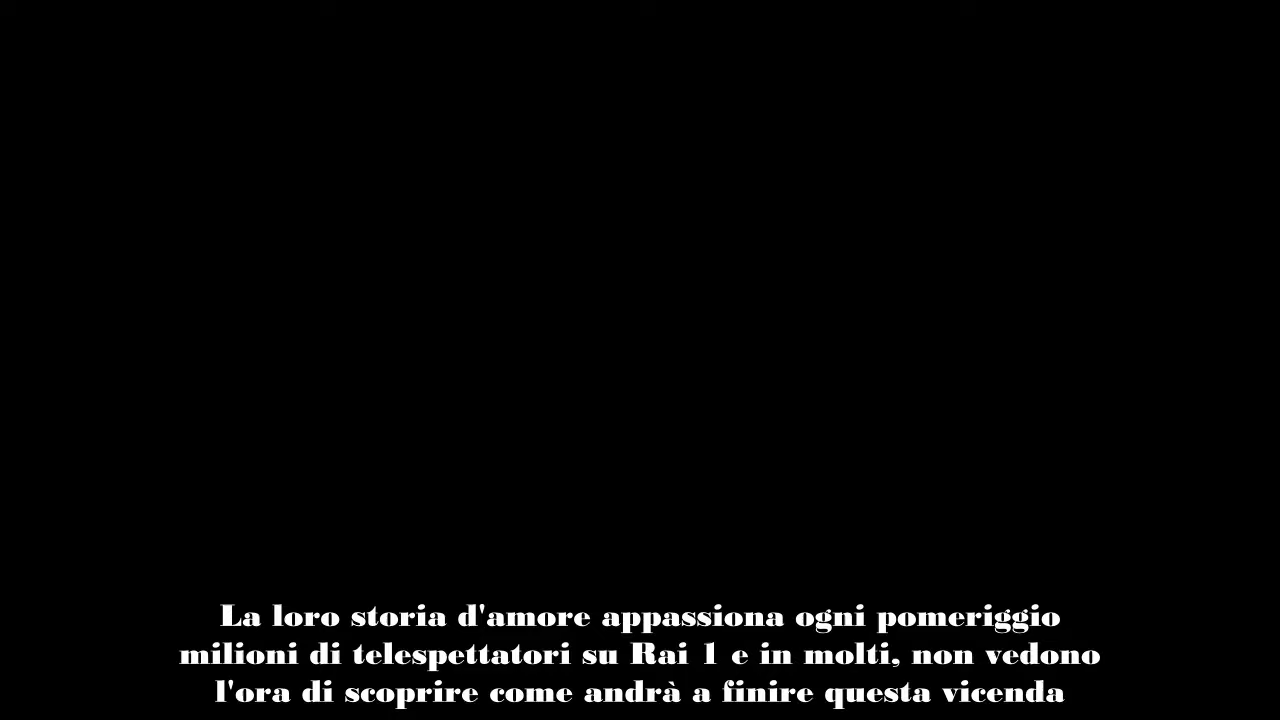 La loro storia d'amore appassiona ogni pomeriggio
milioni di telespettatori su Rai 1 e in molti, non vedono
l'ora di scoprire come andrà a finire questa vicenda